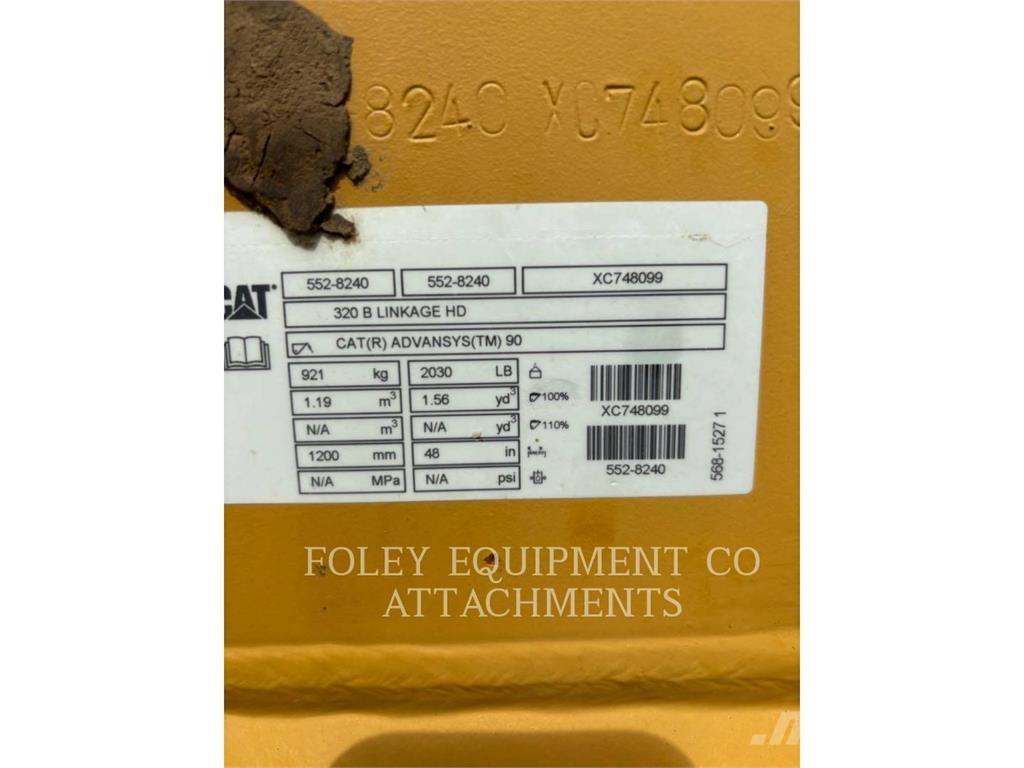 8240 XC748099
CAT
552-8240 552-8240 XC748099
320 B LINKAGE HD
CAT(R) ADVANSYS(TM) 90
921 kg 2030 LB
1.19 m³ 1.56 yd³ 100%
XC748099
N/A m³ N/A yd³ 110%
1200 mm 48 in
552-8240
N/A MPa N/A psi
568-1527 1
FOLEY EQUIPMENT CO
ATTACHMENTS